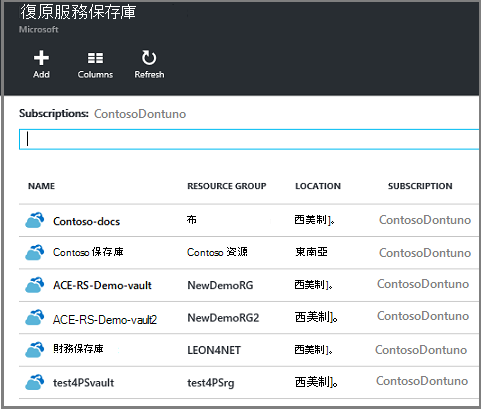 復原服務保存庫
Microsoft
Add Columns Refresh
Subscriptions: ContosoDontuno
NAME RESOURCE GROUP LOCATION SUBSCRIPTION
Contoso-docs 布 西美制]。 ContosoDontuno
Contoso 保存庫 Contoso 資源 東南亞 ContosoDontuno
ACE-RS-Demo-vault NewDemoRG 西美制]。 ContosoDontuno
ACE-RS-Demo-vault2 NewDemoRG2 西美制]。 ContosoDontuno
財務保存庫 LEON4NET 西美制]。 ContosoDontuno
test4PSvault test4PSrg 西美制]。 ContosoDontuno